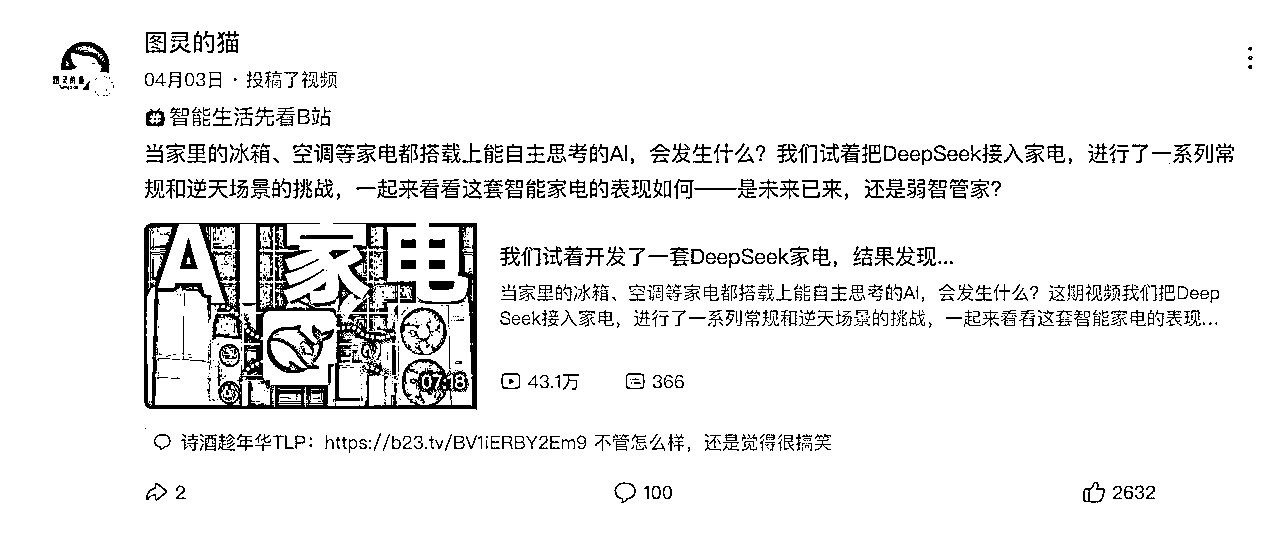 图灵的猫
04月03日 · 投稿了视频
智能生活先看B站
当家里的冰箱、空调等家电都搭载上能自主思考的AI，会发生什么？我们试着把DeepSeek接入家电，进行了一系列常
规和逆天场景的挑战，一起来看看这套智能家电的表现如何——是未来已来，还是弱智管家？
AI家电
07:18
我们试着开发了一套DeepSeek家电，结果发现...
当家里的冰箱、空调等家电都搭载上能自主思考的AI，会发生什么？这期视频我们把Deep
Seek接入家电，进行了一系列常规和逆天场景的挑战，一起来看看这套智能家电的表现...
43.1万 366
诗酒趁年华TLP：https://b23.tv/BV1iERBY2Em9 不管怎么样，还是觉得很搞笑
2 100 2632